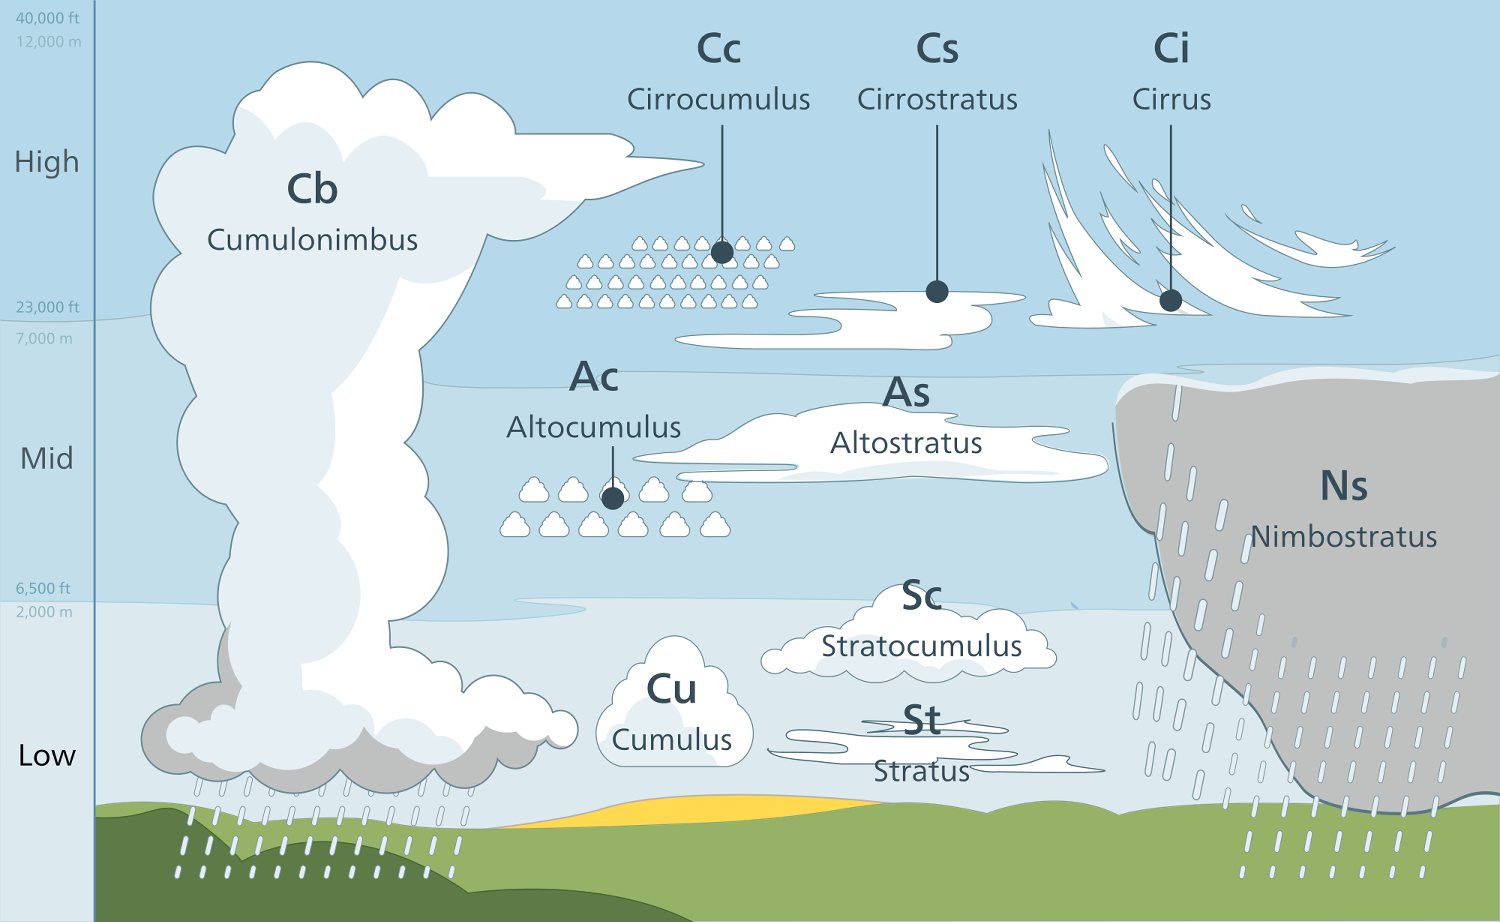 40,000 ft
12,000 m
High
23,000 ft
7,000 m
Mid
6,500 ft
2,000 m
Low
Cb
Cumulonimbus
Cc
Cirrocumulus
Cs
Cirrostratus
Ci
Cirrus
Ac
Altocumulus
As
Altostratus
Ns
Nimbostratus
Sc
Stratocumulus
Cu
Cumulus
St
Stratus